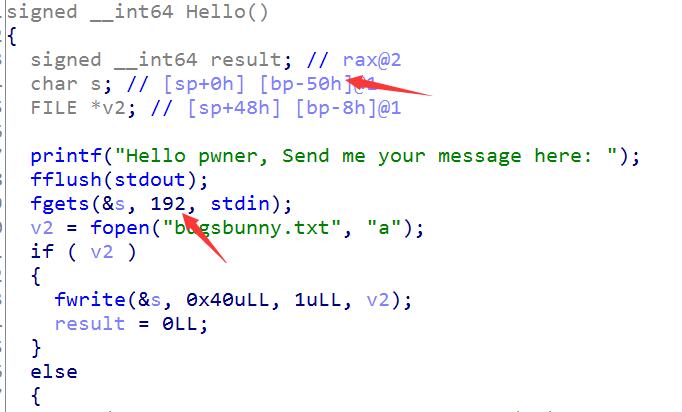 signed __int64 Hello()
{
signed __int64 result; // rax@2
char s; // [sp+0h] [bp-50h]@1
FILE *v2; // [sp+48h] [bp-8h]@1
printf("Hello pwner, Send me your message here: ");
fflush(stdout);
fgets(&s, 192, stdin);
v2 = fopen("bugsbunny.txt", "a");
if ( v2 )
{
fwrite(&s, 0x40uLL, 1uLL, v2);
result = 0LL;
}
else
{